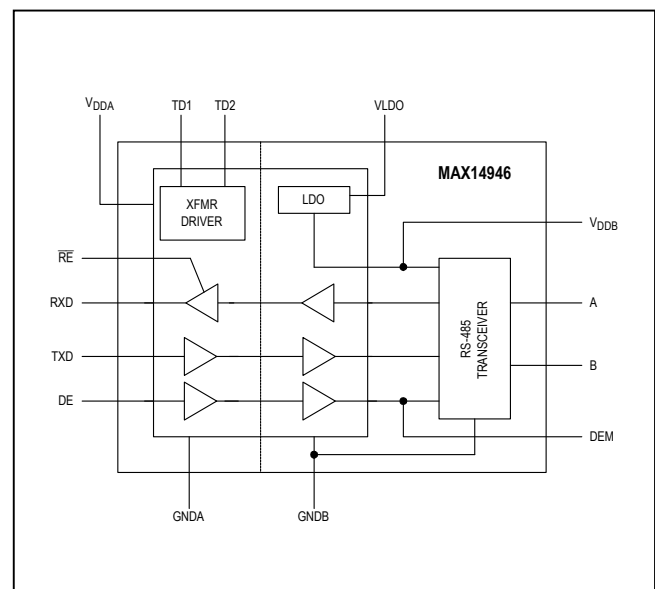 VDDA
TD1
TD2
VLDO
MAX14946
XFMR
DRIVER
LDO
VDDB
RE
RXD
A
RS-485
TRANSCEIVER
TXD
B
DE
DEM
GNDA
GNDB